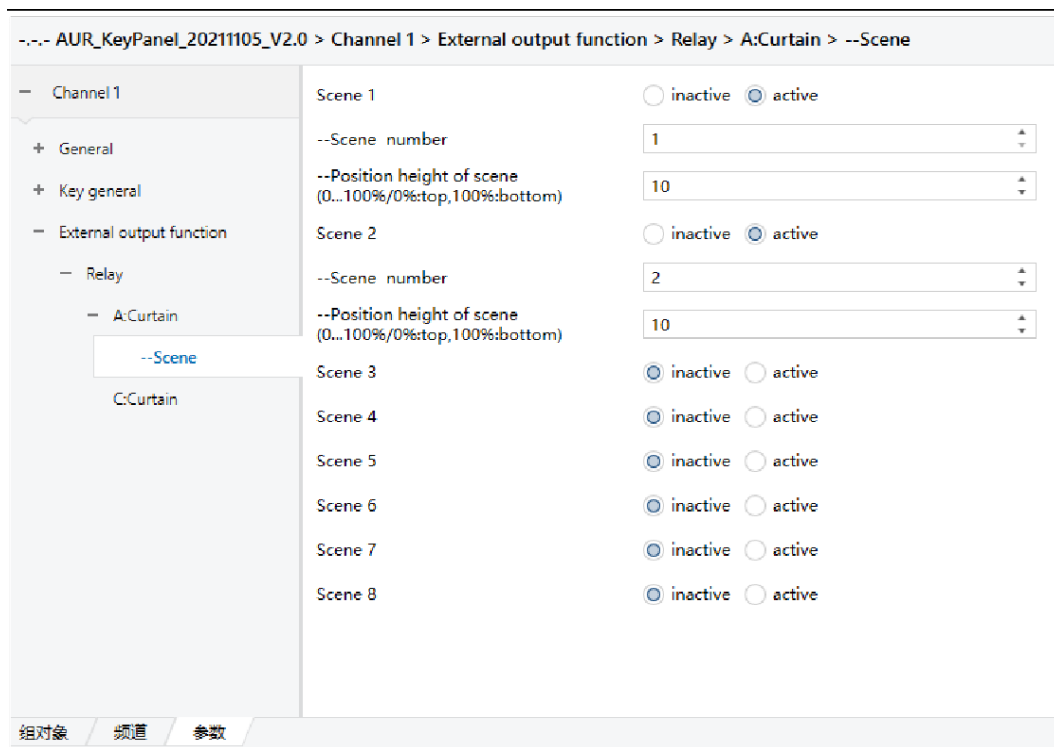 -.-.- AUR_KeyPanel_20211105_V2.0 > Channel 1 > External output function > Relay > A:Curtain > --Scene
Channel 1
General
Key general
External output function
Relay
A:Curtain
--Scene
C:Curtain
Scene 1 inactive active
--Scene number 1
--Position height of scene
(0...100%/0%:top,100%:bottom) 10
Scene 2 inactive active
--Scene number 2
--Position height of scene
(0...100%/0%:top,100%:bottom) 10
Scene 3 inactive active
Scene 4 inactive active
Scene 5 inactive active
Scene 6 inactive active
Scene 7 inactive active
Scene 8 inactive active
组对象 频道 参数